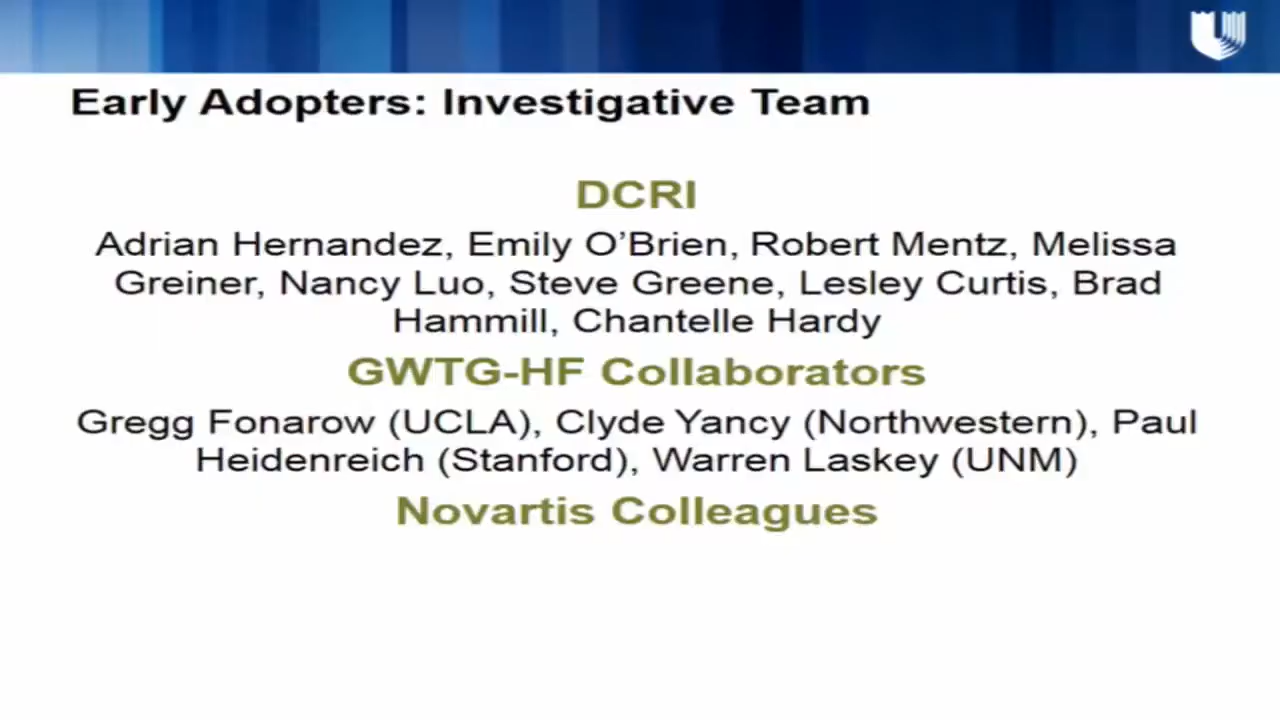 Early Adopters: Investigative Team
DCRI
Adrian Hernandez, Emily O’Brien, Robert Mentz, Melissa
Greiner, Nancy Luo, Steve Greene, Lesley Curtis, Brad
Hammill, Chantelle Hardy
GWTG-HF Collaborators
Gregg Fonarow (UCLA), Clyde Yancy (Northwestern), Paul
Heidenreich (Stanford), Warren Laskey (UNM)
Novartis Colleagues